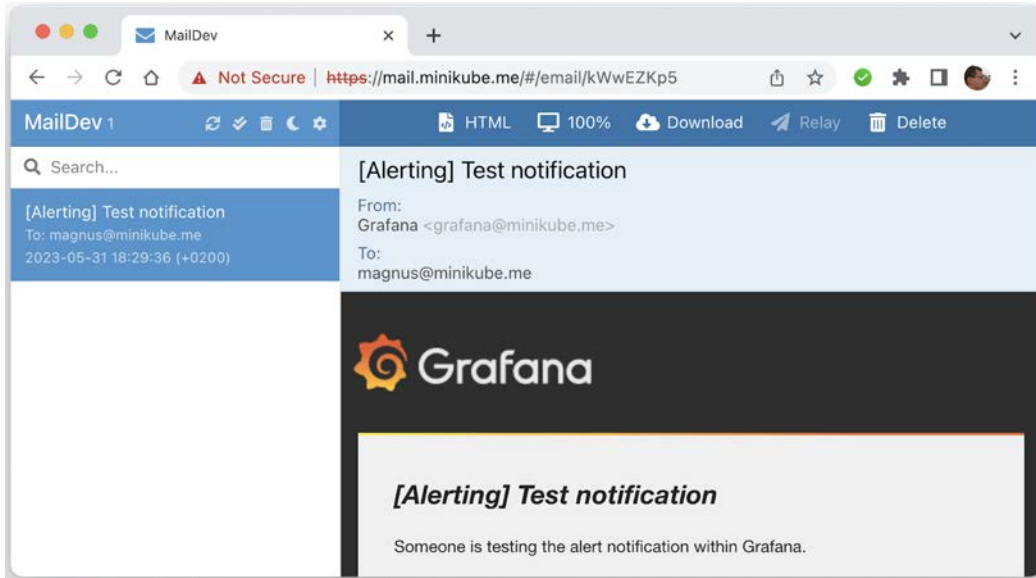 MailDev
Not Secure | https://mail.minikube.me/#/email/kWwEZKp5
MailDev 1
HTML 100% Download Relay Delete
Search...
[Alerting] Test notification
To: magnus@minikube.me
2023-05-31 18:29:36 (+0200)
[Alerting] Test notification
From:
Grafana <grafana@minikube.me>
To:
magnus@minikube.me
Grafana
[Alerting] Test notification
Someone is testing the alert notification within Grafana.